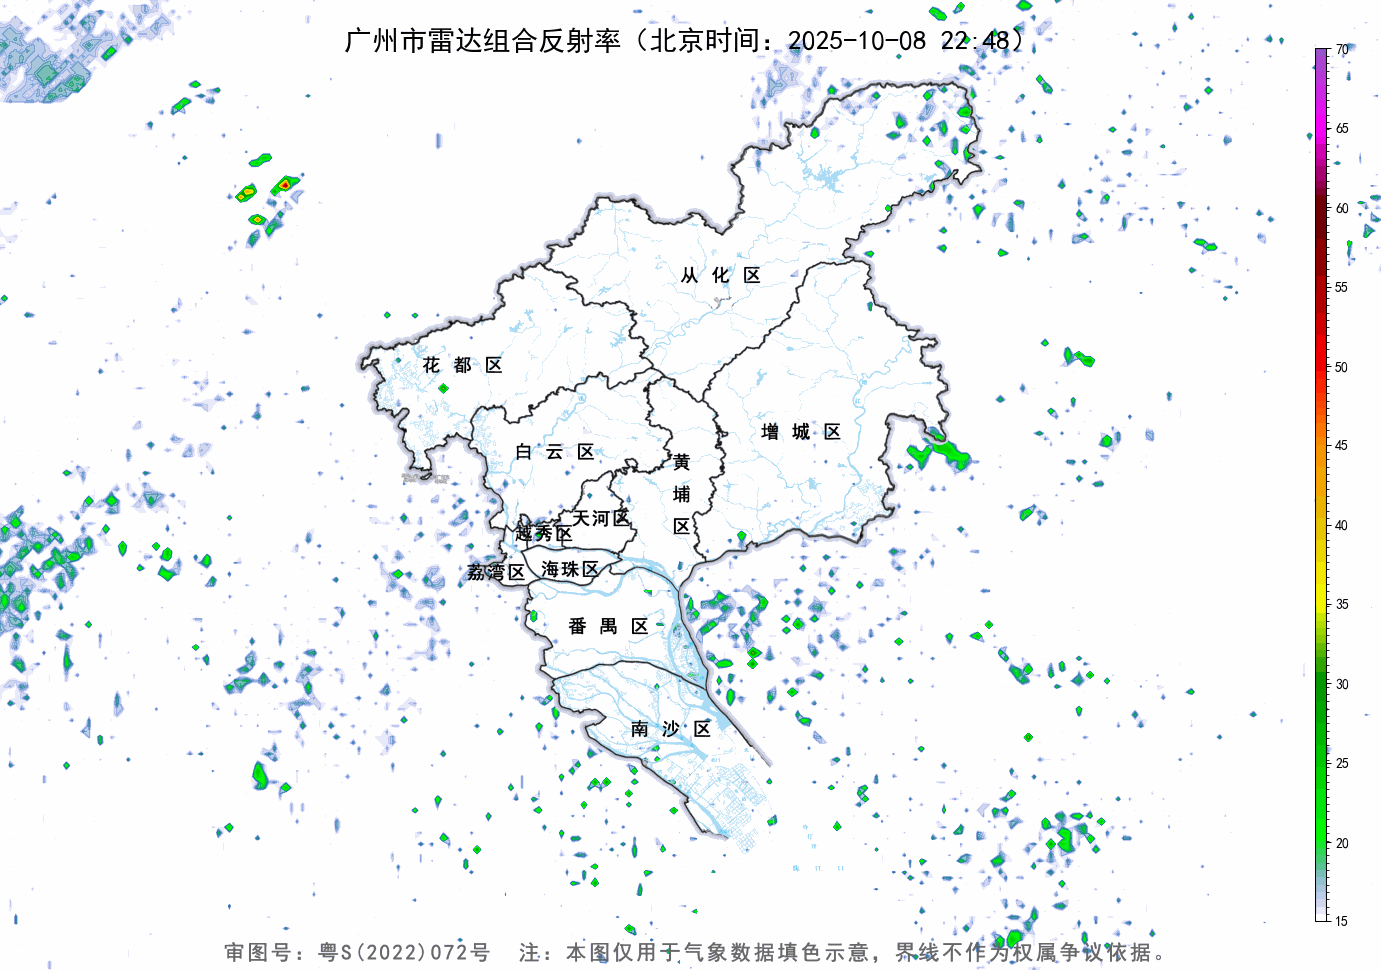 广州市雷达组合反射率（北京时间：2025-10-08 22:48）
70
65
60
55
50
45
40
35
30
25
20
15
从化区
花都区
增城区
白云区
黄埔区
天河区
越秀区
荔湾区
海珠区
番禺区
南沙区
审图号：粤S(2022)072号 注：本图仅用于气象数据填色示意，界线不作为权属争议依据。